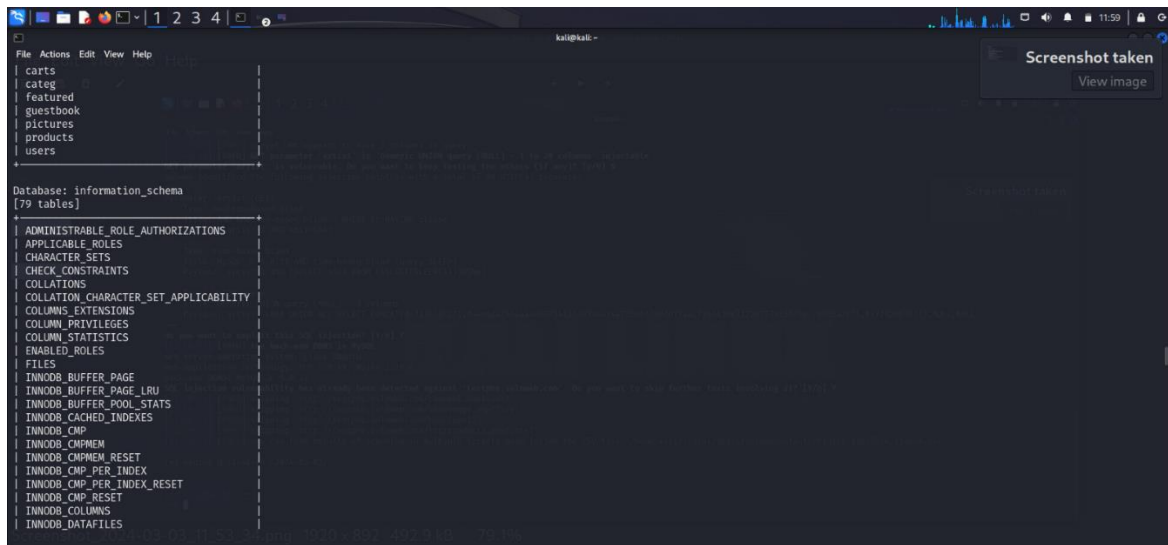 1 2 3 4
11:59
kali@kali: ~
File Actions Edit View Help
Screenshot taken
View image
| carts |
| categ |
| featured |
| guestbook |
| pictures |
| products |
| users |
Database: information_schema
[79 tables]
| ADMINISTRABLE_ROLE_AUTHORIZATIONS |
| APPLICABLE_ROLES |
| CHARACTER_SETS |
| CHECK_CONSTRAINTS |
| COLLATIONS |
| COLLATION_CHARACTER_SET_APPLICABILITY |
| COLUMNS_EXTENSIONS |
| COLUMN_PRIVILEGES |
| COLUMN_STATISTICS |
| ENABLED_ROLES |
| FILES |
| INNODB_BUFFER_PAGE |
| INNODB_BUFFER_PAGE_LRU |
| INNODB_BUFFER_POOL_STATS |
| INNODB_CACHED_INDEXES |
| INNODB_CMP |
| INNODB_CMPMEM |
| INNODB_CMPMEM_RESET |
| INNODB_CMP_PER_INDEX |
| INNODB_CMP_PER_INDEX_RESET |
| INNODB_CMP_RESET |
| INNODB_COLUMNS |
| INNODB_DATAFILES |